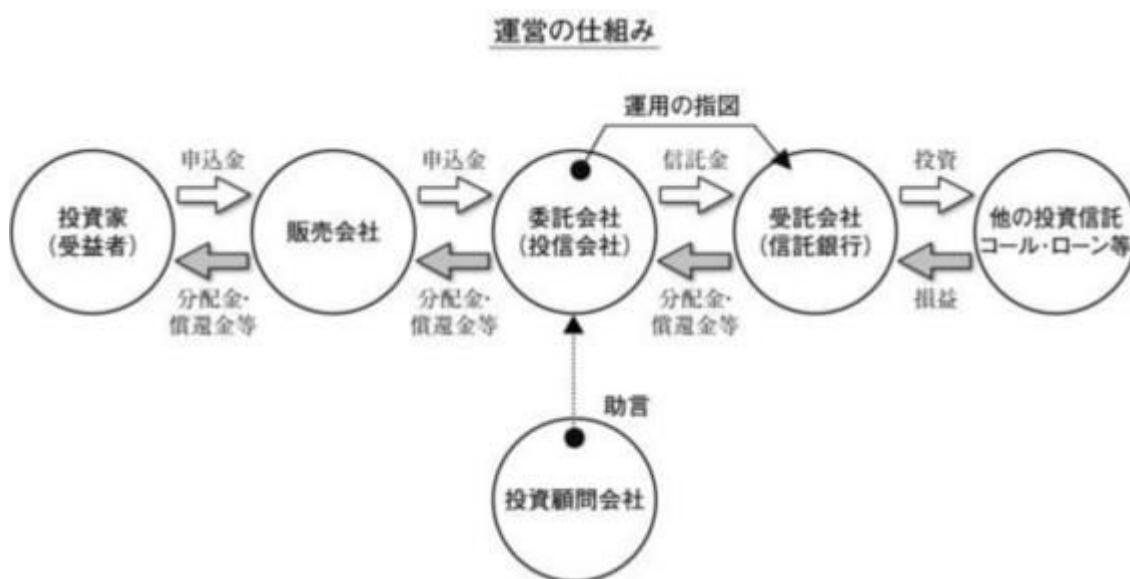 運営の仕組み
運用の指図
申込金
申込金
信託金
投資
投資家
(受益者)
販売会社
委託会社
(投信会社)
受託会社
(信託銀行)
他の投資信託
コール・ローン等
分配金・
償還金等
分配金・
償還金等
分配金・
償還金等
損益
助言
投資顧問会社